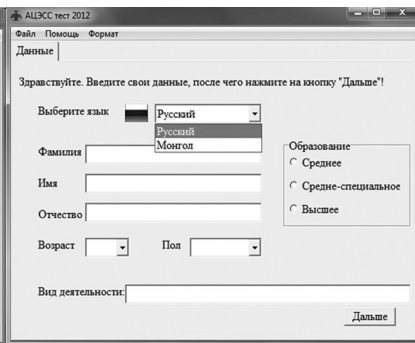 АЦЭСС тест 2012
Файл Помощь Формат
Данные
Здравствуйте. Введите свои данные, после чего нажмите на кнопку "Дальше"!
Выберите язык Русский
Русский
Монгол
Фамилия
Имя
Отчество
Образование
Среднее
Средне-специальное
Высшее
Возраст Пол
Вид деятельности:
Дальше